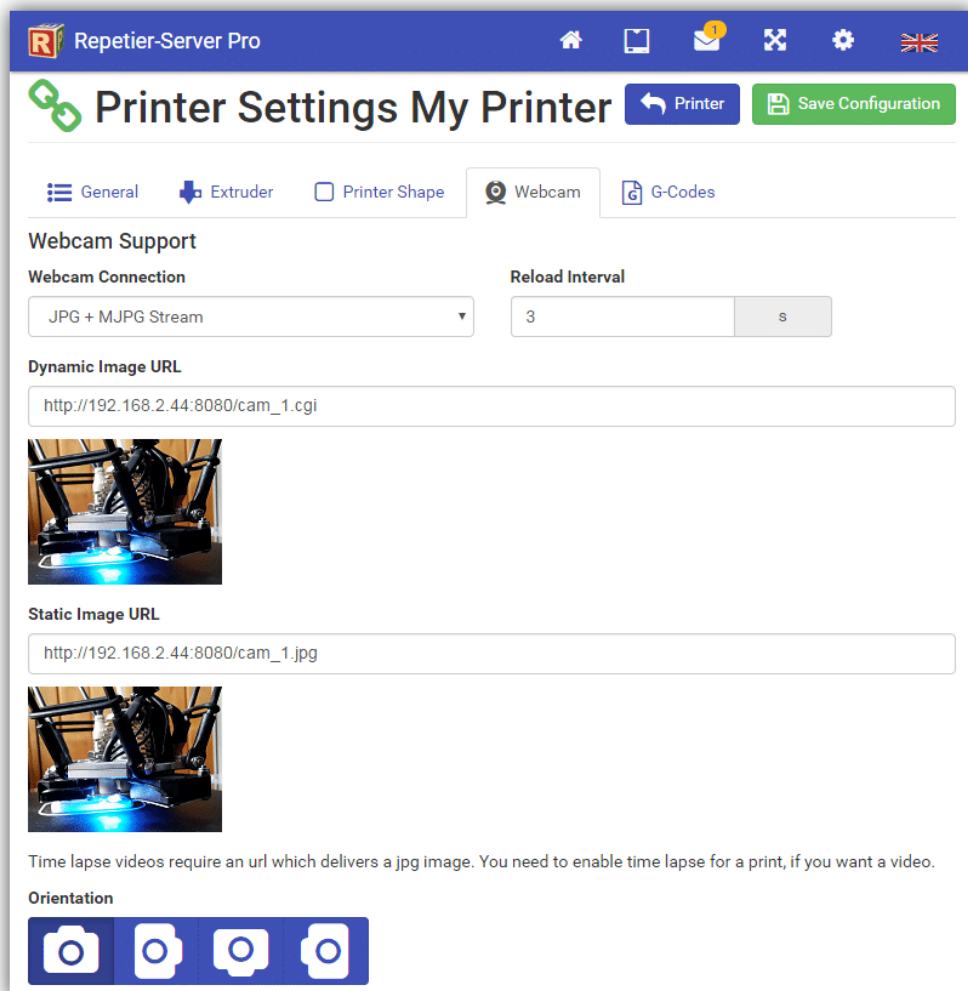 Repetier-Server Pro
1
Printer Settings My Printer
Printer
Save Configuration
General
Extruder
Printer Shape
Webcam
G-Codes
Webcam Support
Webcam Connection
Reload Interval
JPG + MJPG Stream
3
s
Dynamic Image URL
http://192.168.2.44:8080/cam_1.cgi
Static Image URL
http://192.168.2.44:8080/cam_1.jpg
Time lapse videos require an url which delivers a jpg image. You need to enable time lapse for a print, if you want a video.
Orientation